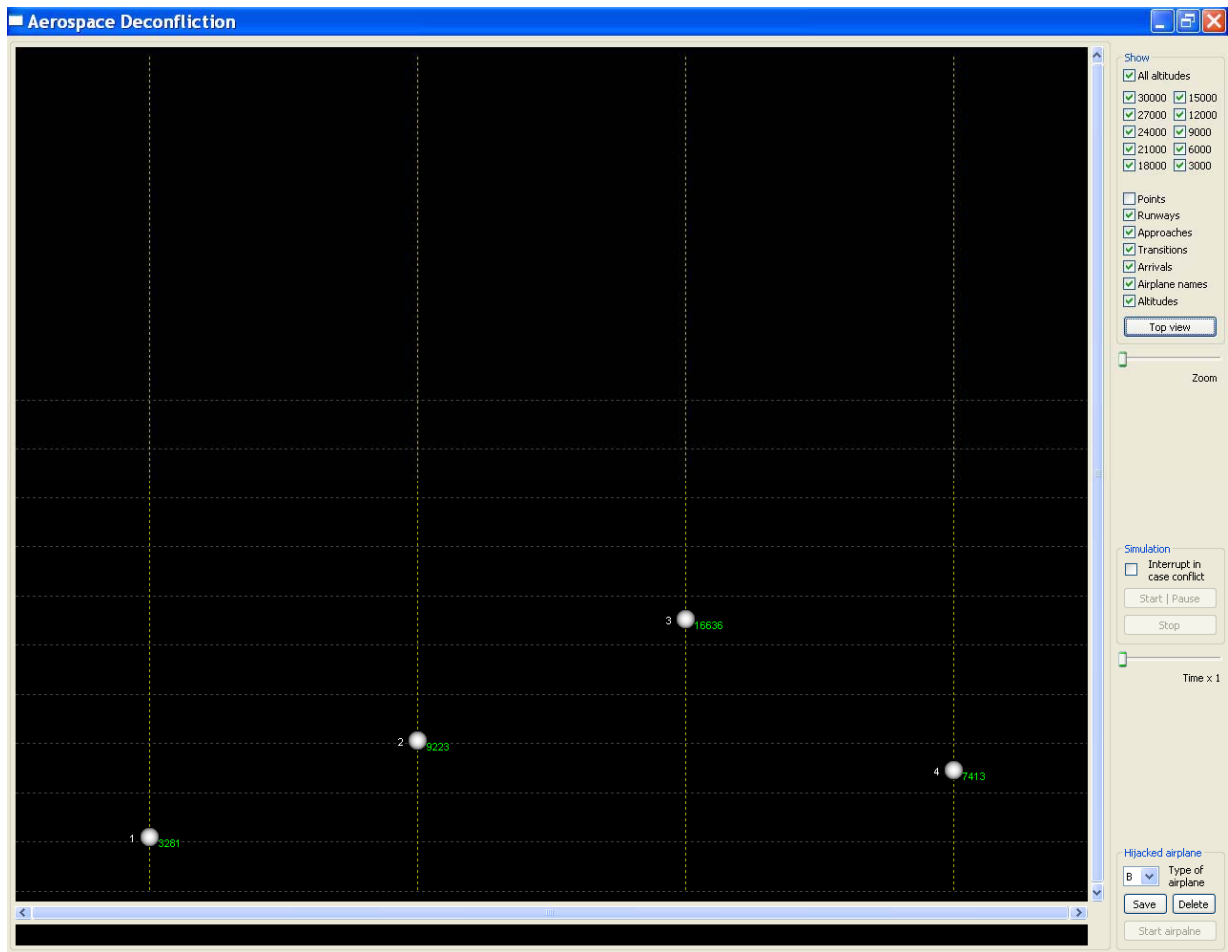 Aerospace Deconfliction
Show
All altitudes
30000 15000
27000 12000
24000 9000
21000 6000
18000 3000
Points
Runways
Approaches
Transitions
Arrivals
Airplane names
Altitudes
Top view
Zoom
3 16636
2 9223
4 7413
1 3281
Simulation
Interrupt in
case conflict
Start | Pause
Stop
Time x 1
Hijacked airplane
B
Type of
airplane
Save Delete
Start airpalne